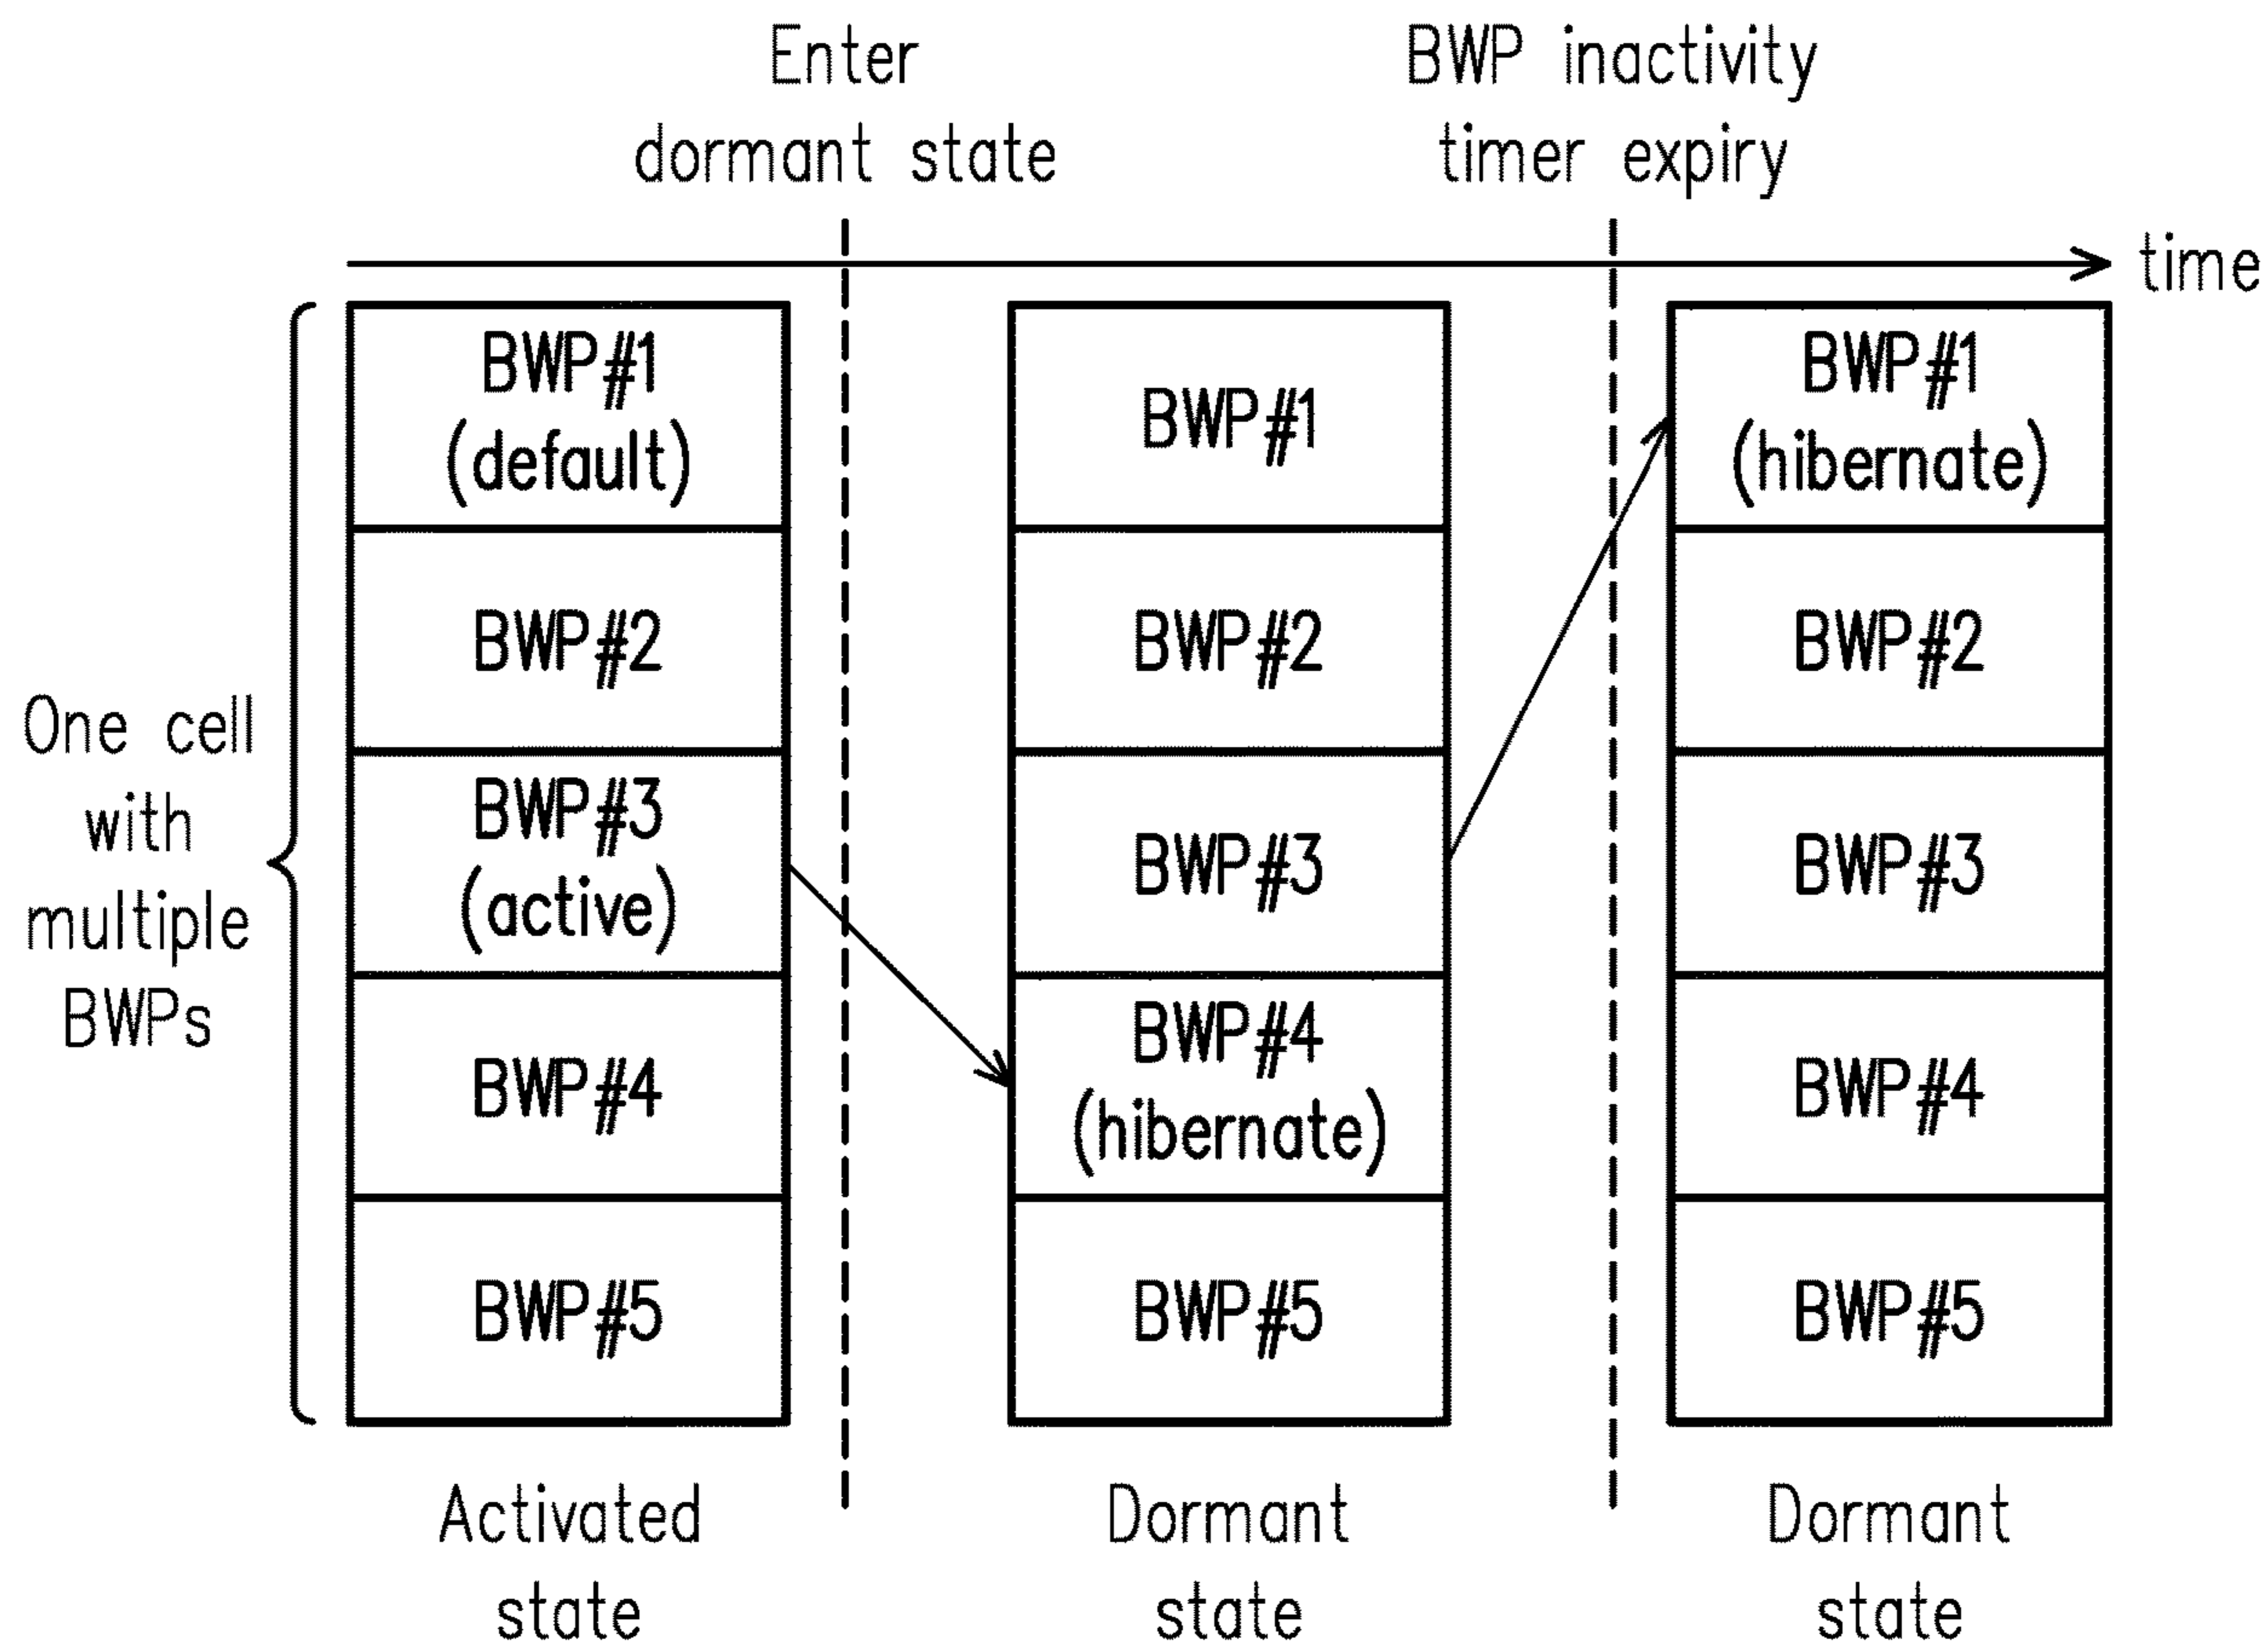 Enter
dormant state
BWP inactivity
timer expiry
time
One cell
with
multiple
BWPs
BWP#1
(default)
BWP#2
BWP#3
(active)
BWP#4
BWP#5
Activated
state
BWP#1
BWP#2
BWP#3
BWP#4
(hibernate)
BWP#5
Dormant
state
BWP#1
(hibernate)
BWP#2
BWP#3
BWP#4
BWP#5
Dormant
state